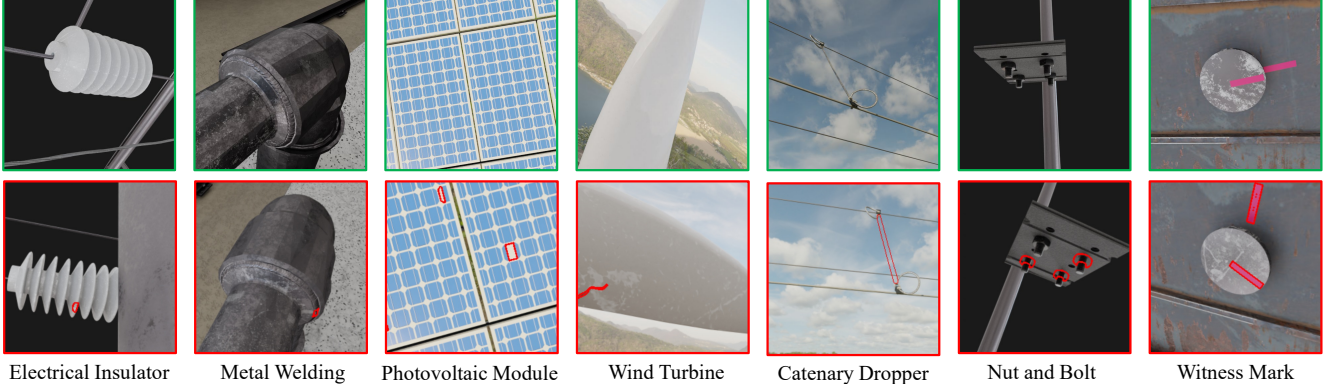 Electrical Insulator
Metal Welding
Photovoltaic Module
Wind Turbine
Catenary Dropper
Nut and Bolt
Witness Mark